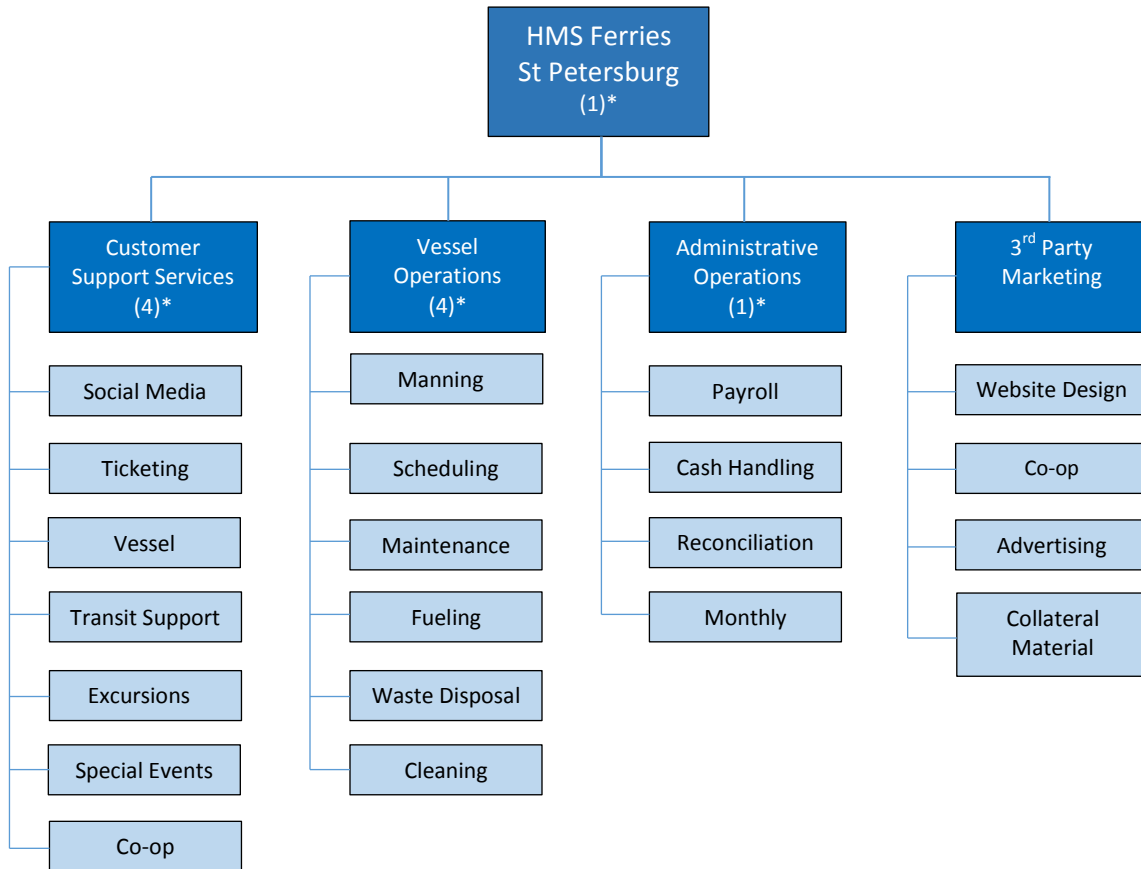 HMS Ferries
St Petersburg
(1)*
Customer
Support Services
(4)*
Social Media
Ticketing
Vessel
Transit Support
Excursions
Special Events
Co-op
Vessel
Operations
(4)*
Manning
Scheduling
Maintenance
Fueling
Waste Disposal
Cleaning
Administrative
Operations
(1)*
Payroll
Cash Handling
Reconciliation
Monthly
3rd Party
Marketing
Website Design
Co-op
Advertising
Collateral
Material